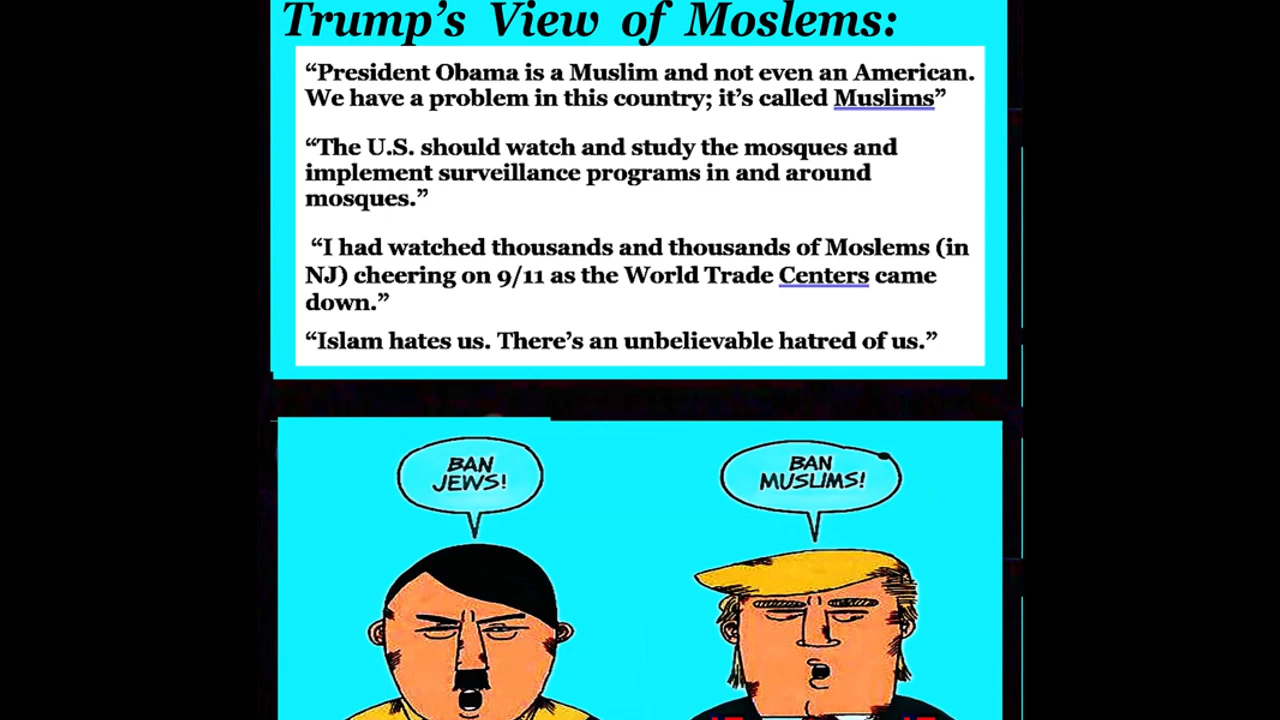 Trump’s View of Moslems:
“President Obama is a Muslim and not even an American.
We have a problem in this country; it’s called Muslims”
“The U.S. should watch and study the mosques and
implement surveillance programs in and around
mosques.”
“I had watched thousands and thousands of Moslems (in
NJ) cheering on 9/11 as the World Trade Centers came
down.”
“Islam hates us. There’s an unbelievable hatred of us.”
BAN
JEWS!
BAN
MUSLIMS!